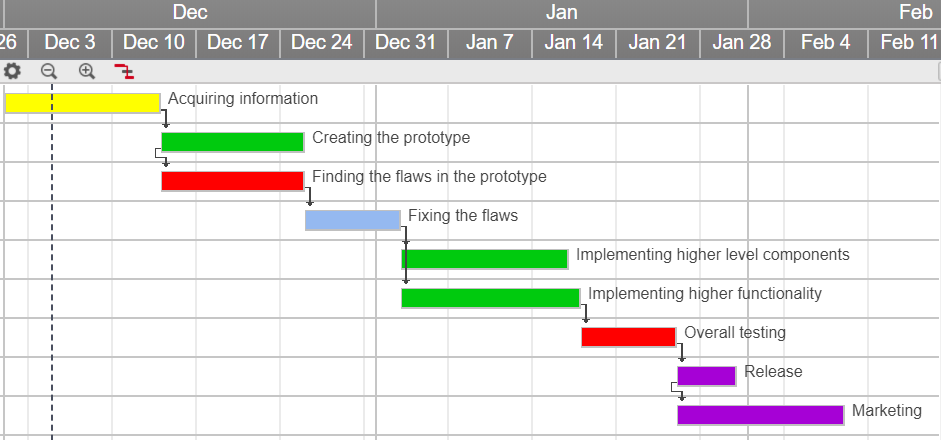 Dec Jan Feb
26 Dec 3 Dec 10 Dec 17 Dec 24 Dec 31 Jan 7 Jan 14 Jan 21 Jan 28 Feb 4 Feb 11
Acquiring information
Creating the prototype
Finding the flaws in the prototype
Fixing the flaws
Implementing higher level components
Implementing higher functionality
Overall testing
Release
Marketing